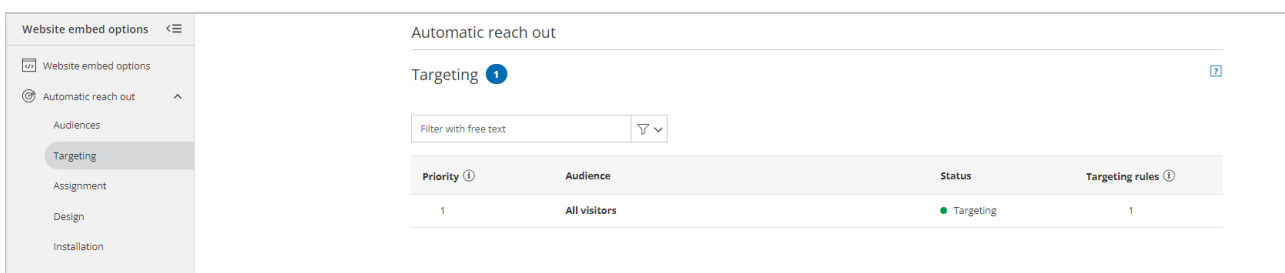 Website embed options
Website embed options
Automatic reach out
Audiences
Targeting
Assignment
Design
Installation
Automatic reach out
Targeting 1
?
Filter with free text
Priority Audience Status Targeting rules
1 All visitors Targeting 1